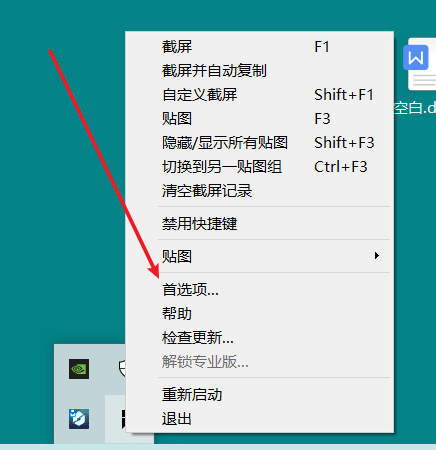 截屏 F1
截屏并自动复制
自定义截屏 Shift+F1
贴图 F3
隐藏/显示所有贴图 Shift+F3
切换到另一贴图组 Ctrl+F3
清空截屏记录
禁用快捷键
贴图
首选项...
帮助
检查更新...
解锁专业版...
重新启动
退出
W
空白.d